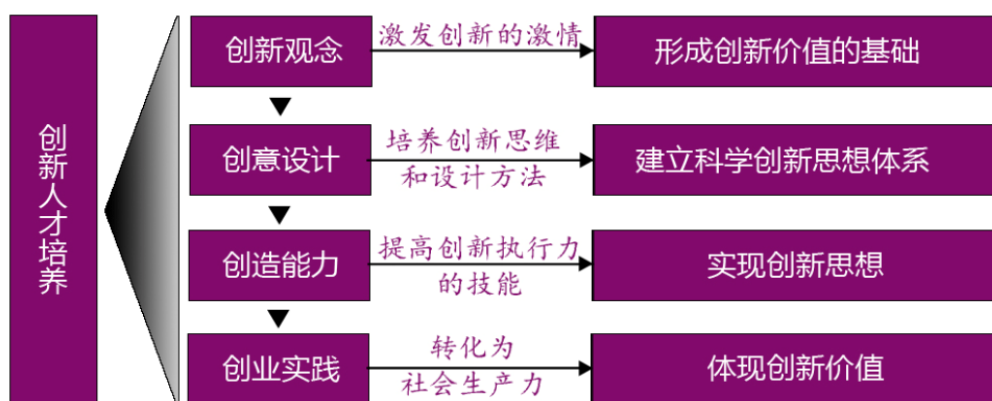 创新人才培养
创新观念
激发创新的激情
形成创新价值的基础
创意设计
培养创新思维
和设计方法
建立科学创新思想体系
创造能力
提高创新执行力
的技能
实现创新思想
创业实践
转化为
社会生产力
体现创新价值